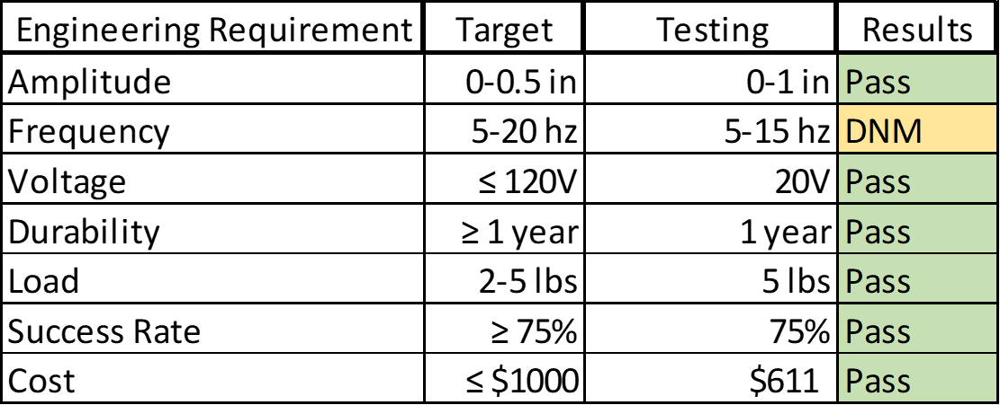 Engineering Requirement Target Testing Results
Amplitude 0-0.5 in 0-1 in Pass
Frequency 5-20 hz 5-15 hz DNM
Voltage ≤ 120V 20V Pass
Durability ≥ 1 year 1 year Pass
Load 2-5 lbs 5 lbs Pass
Success Rate ≥ 75% 75% Pass
Cost ≤ $1000 $611 Pass